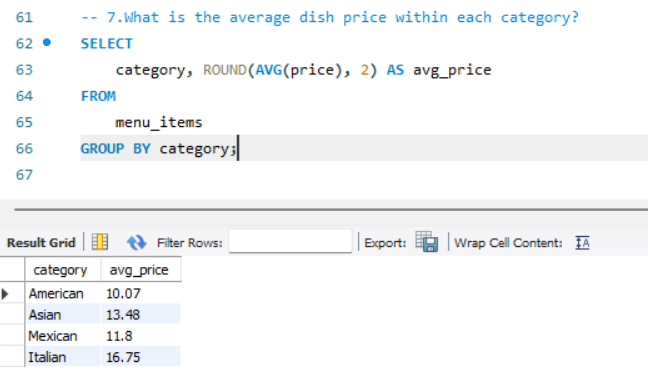 61 -- 7.What is the average dish price within each category?
62 SELECT
63 category, ROUND(AVG(price), 2) AS avg_price
64 FROM
65 menu_items
66 GROUP BY category;
67
Result Grid Filter Rows: Export: Wrap Cell Content: IA
category avg_price
American 10.07
Asian 13.48
Mexican 11.8
Italian 16.75